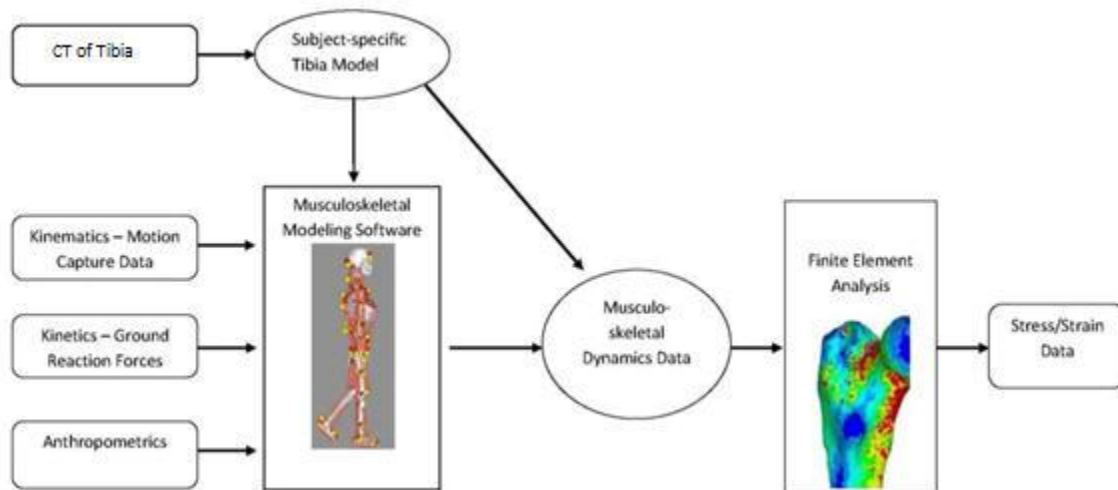 CT of Tibia
Subject-specific
Tibia Model
Musculoskeletal
Modeling Software
Kinematics – Motion
Capture Data
Kinetics – Ground
Reaction Forces
Anthropometrics
Musculo-
skeletal
Dynamics Data
Finite Element
Analysis
Stress/Strain
Data